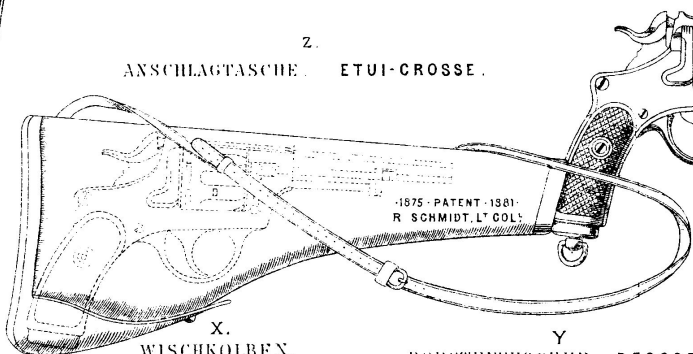 Z.
ANSCHLAGTASCHE. ETUI-CROSSE.
·1875· PATENT ·1881·
R SCHMIDT, LT COL!
X.
Y
WISCHKOLBEN